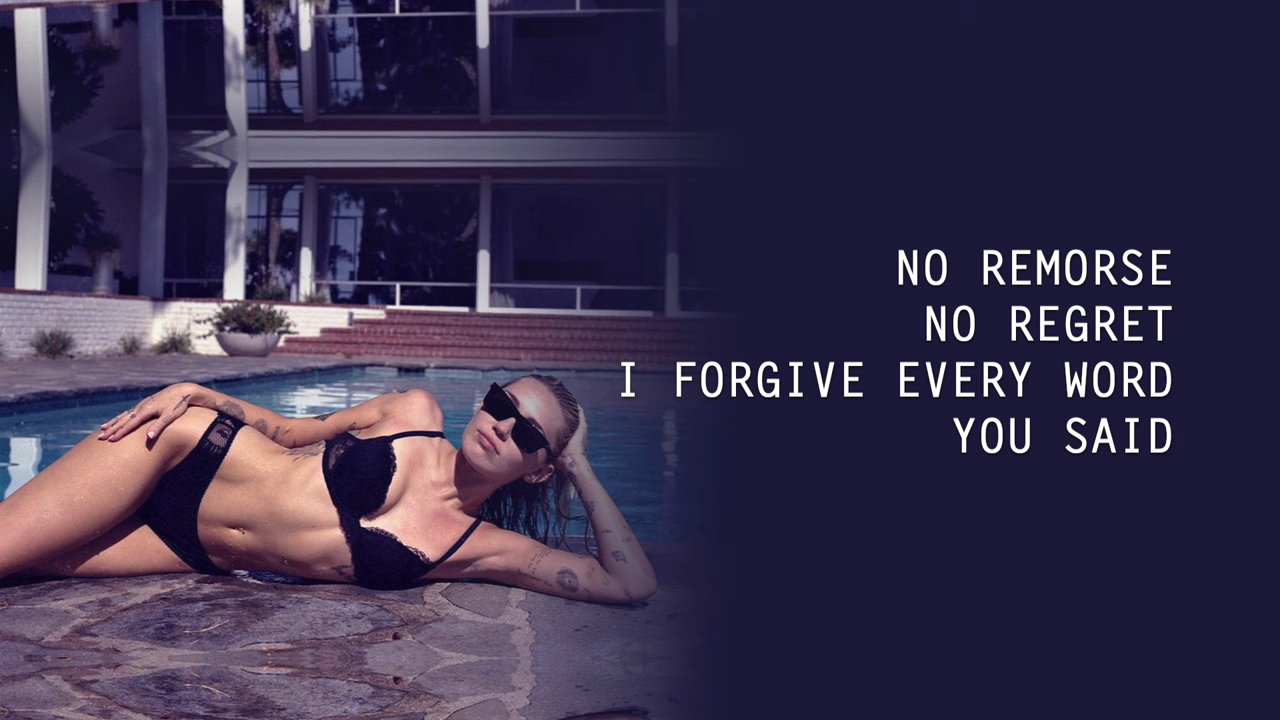 NO REMORSE
NO REGRET
I FORGIVE EVERY WORD
YOU SAID